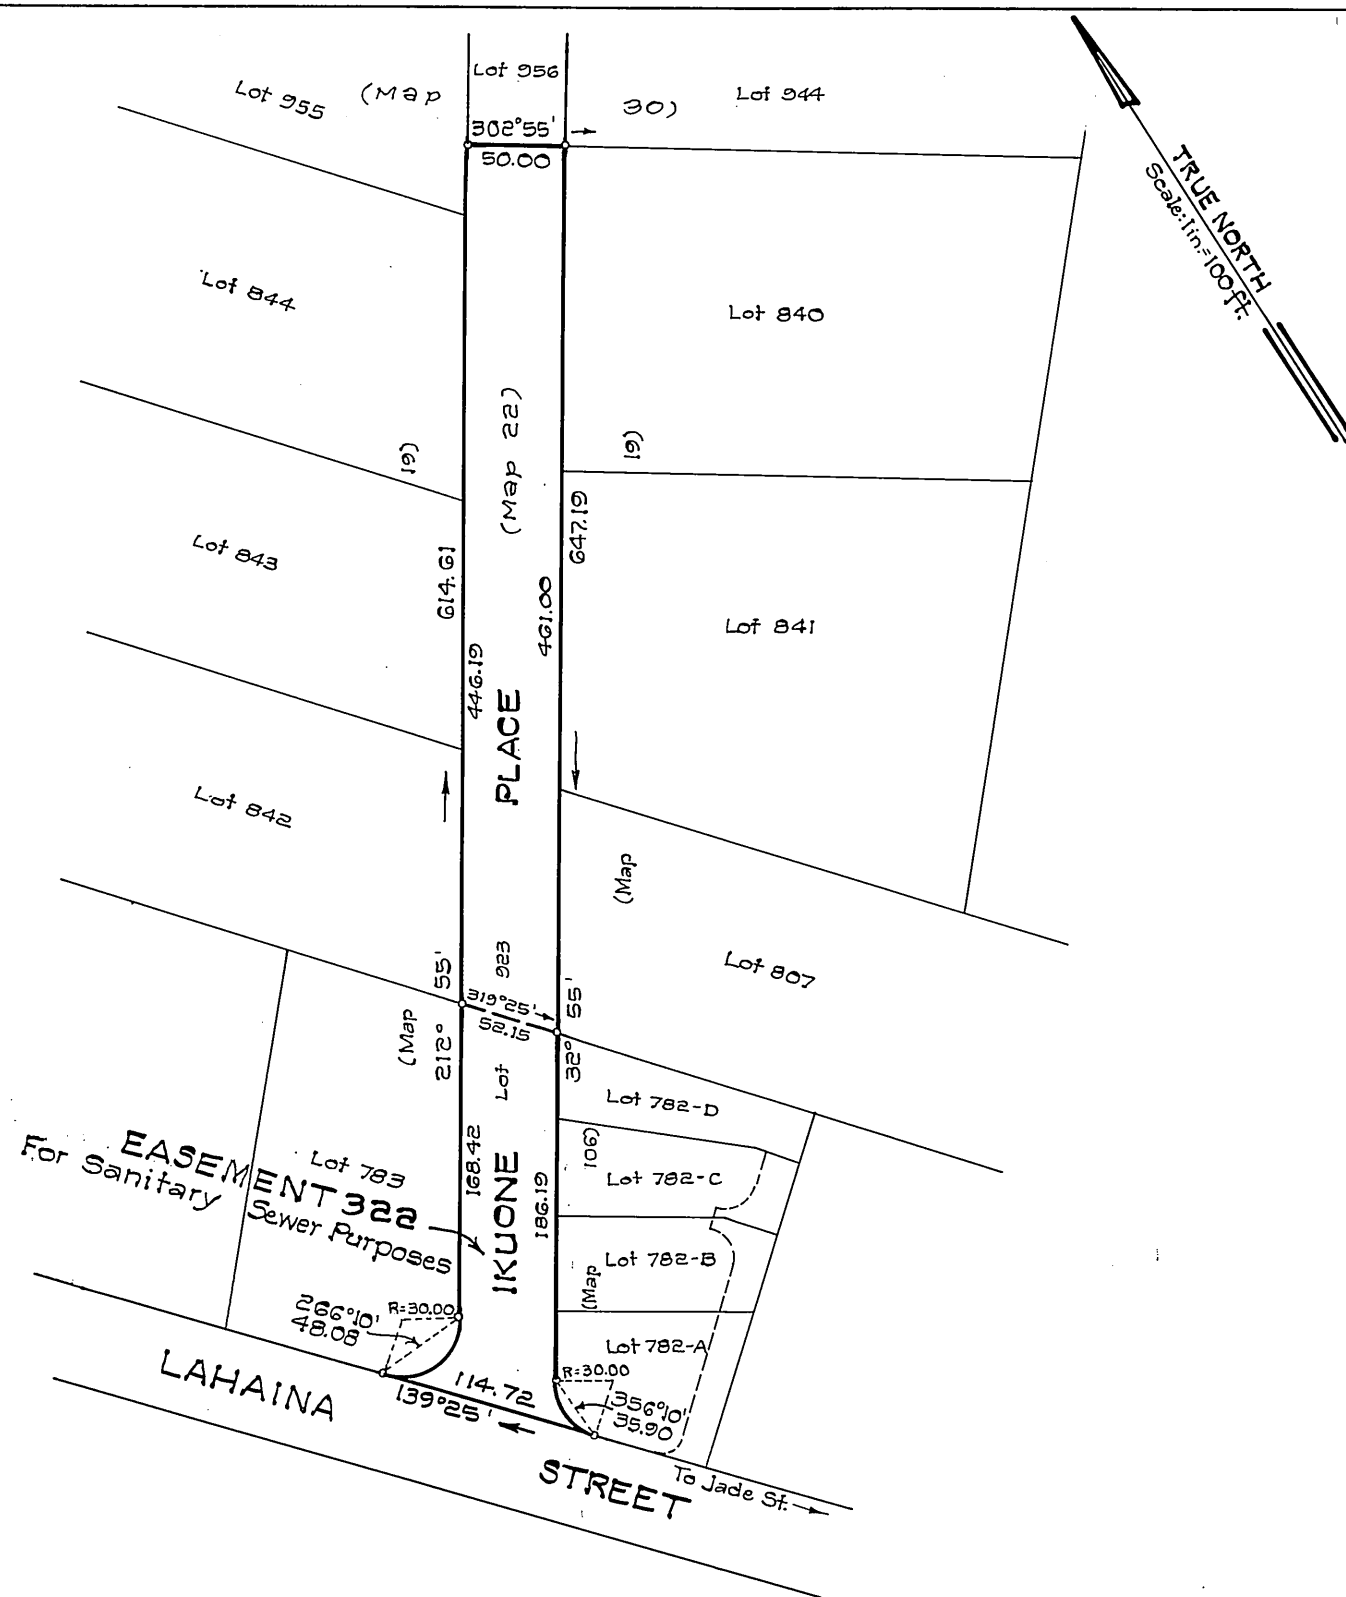 Lot 955
(Map
Lot 956
30)
Lot 944
302°55'
50.00
TRUE NORTH
Scale: 1in.=100ft.
Lot 844
Lot 840
(Map 22)
19)
19)
614.61
647.19
Lot 843
461.00
Lot 841
446.19
PLACE
Lot 842
(Map
923
Lot 807
55'
55'
319°25'
52.15
(Map
212°
32°
Lot
Lot 782-D
106)
Lot 783
168.42
Lot 782-C
EASEMENT 322
For Sanitary
Sewer Purposes
IKUONE
186.19
Lot 782-B
(Map
266°10'
48.08
R=30.00
Lot 782-A
R=30.00
356°10'
35.90
114.72
139°25'
LAHAINA
STREET
To Jade St.